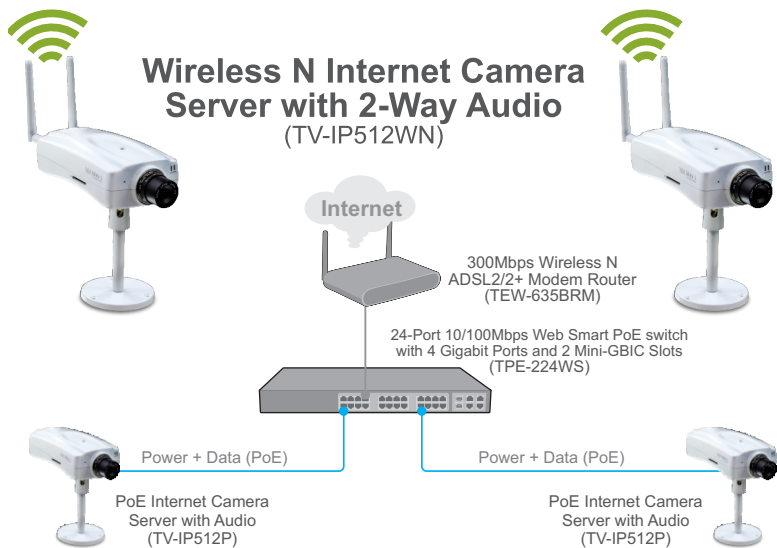 Wireless N Internet Camera
Server with 2-Way Audio
(TV-IP512WN)
Internet
300Mbps Wireless N
ADSL2/2+ Modem Router
(TEW-635BRM)
24-Port 10/100Mbps Web Smart PoE switch
with 4 Gigabit Ports and 2 Mini-GBIC Slots
(TPE-224WS)
Power + Data (PoE)
Power + Data (PoE)
PoE Internet Camera
Server with Audio
(TV-IP512P)
PoE Internet Camera
Server with Audio
(TV-IP512P)